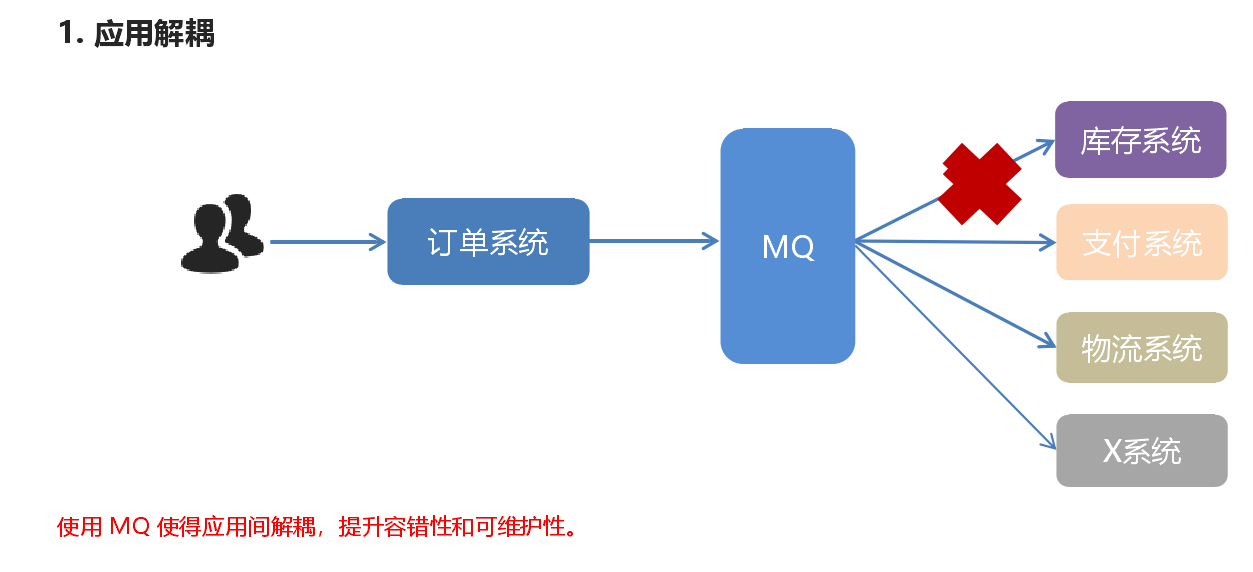 1. 应用解耦
库存系统
订单系统
MQ
支付系统
物流系统
X系统
使用 MQ 使得应用间解耦，提升容错性和可维护性。